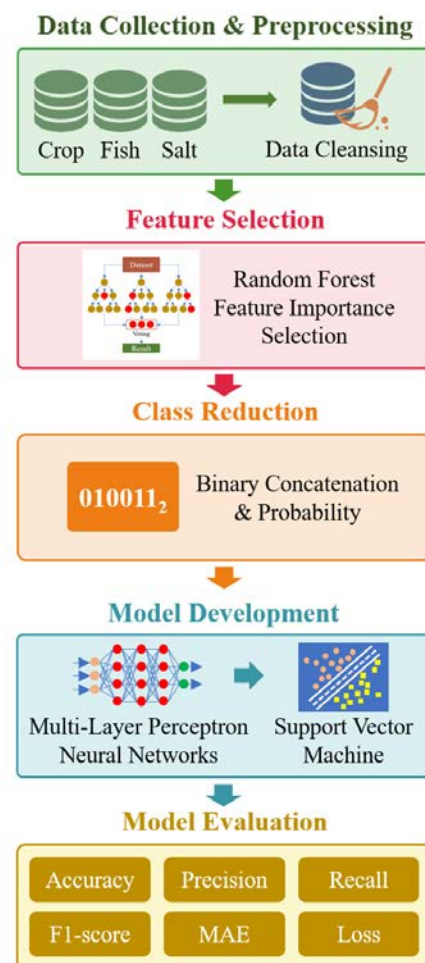 Data Collection & Preprocessing
Crop Fish Salt Data Cleansing
Feature Selection
Dataset
Voting
Result
Random Forest
Feature Importance
Selection
Class Reduction
010011₂
Binary Concatenation
& Probability
Model Development
Multi-Layer Perceptron
Neural Networks
Support Vector
Machine
Model Evaluation
Accuracy Precision Recall
F1-score MAE Loss